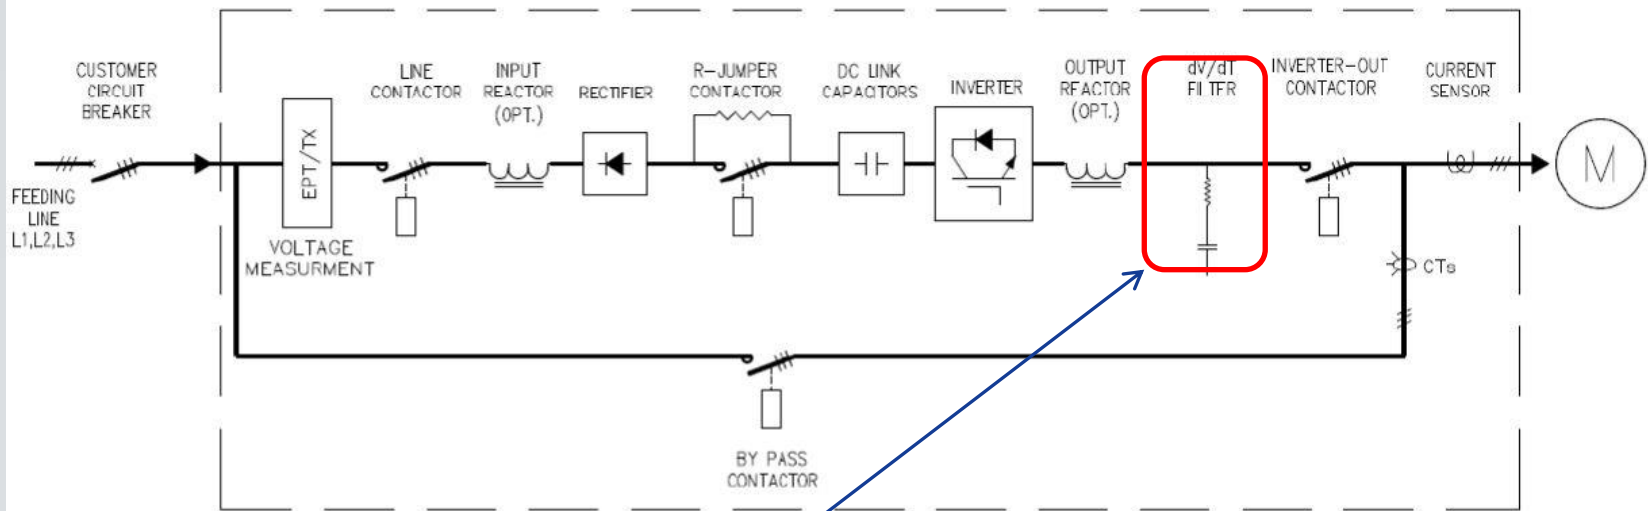 CUSTOMER
CIRCUIT
BREAKER
FEEDING
LINE
L1,L2,L3
EPT/TX
VOLTAGE
MEASURMENT
LINE
CONTACTOR
INPUT
REACTOR
(OPT.)
RECTIFIER
R-JUMPER
CONTACTOR
DC LINK
CAPACITORS
INVERTER
OUTPUT
REACTOR
(OPT.)
dV/dT
FILTER
INVERTER-OUT
CONTACTOR
CURRENT
SENSOR
M
CTs
BY PASS
CONTACTOR